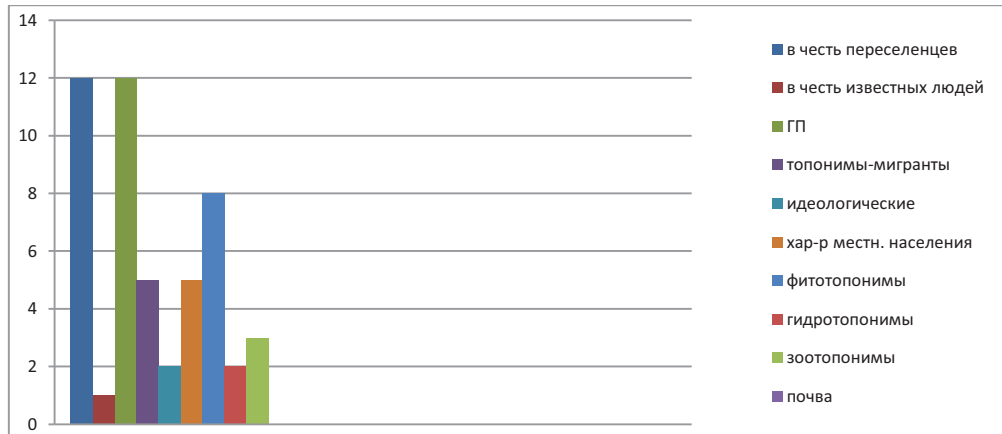 14
12
10
8
6
4
2
0
в честь переселенцев
в честь известных людей
ГП
топонимы-мигранты
идеологические
хар-р местн. населения
фитотопонимы
гидротопонимы
зоотопонимы
почва